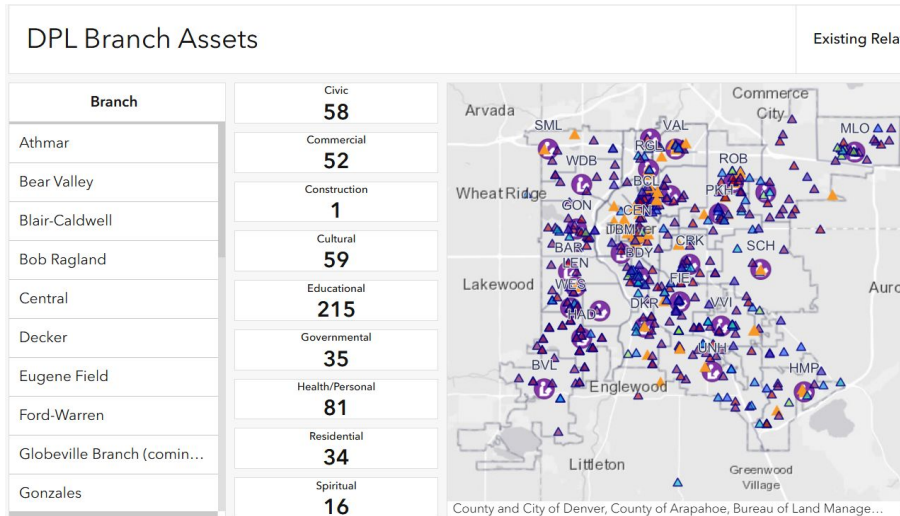 DPL Branch Assets
Existing Rela
Branch
Athmar
Bear Valley
Blair-Caldwell
Bob Ragland
Central
Decker
Eugene Field
Ford-Warren
Globeville Branch (comin...
Gonzales
Civic
58
Commercial
52
Construction
1
Cultural
59
Educational
215
Governmental
35
Health/Personal
81
Residential
34
Spiritual
16
Commerce
City
Arvada
SML
VAL
MLO
RGL
WDB
ROB
BCL
PKH
Wheat Ridge
GON
CEN
TBM
BAR
BDY
CRK
SCH
LEN
Lakewood
WES
FIE
Auro
HAD
DKR
VVI
UNH
BVL
HMP
Englewood
Littleton
Greenwood
Village
County and City of Denver, County of Arapahoe, Bureau of Land Manage...